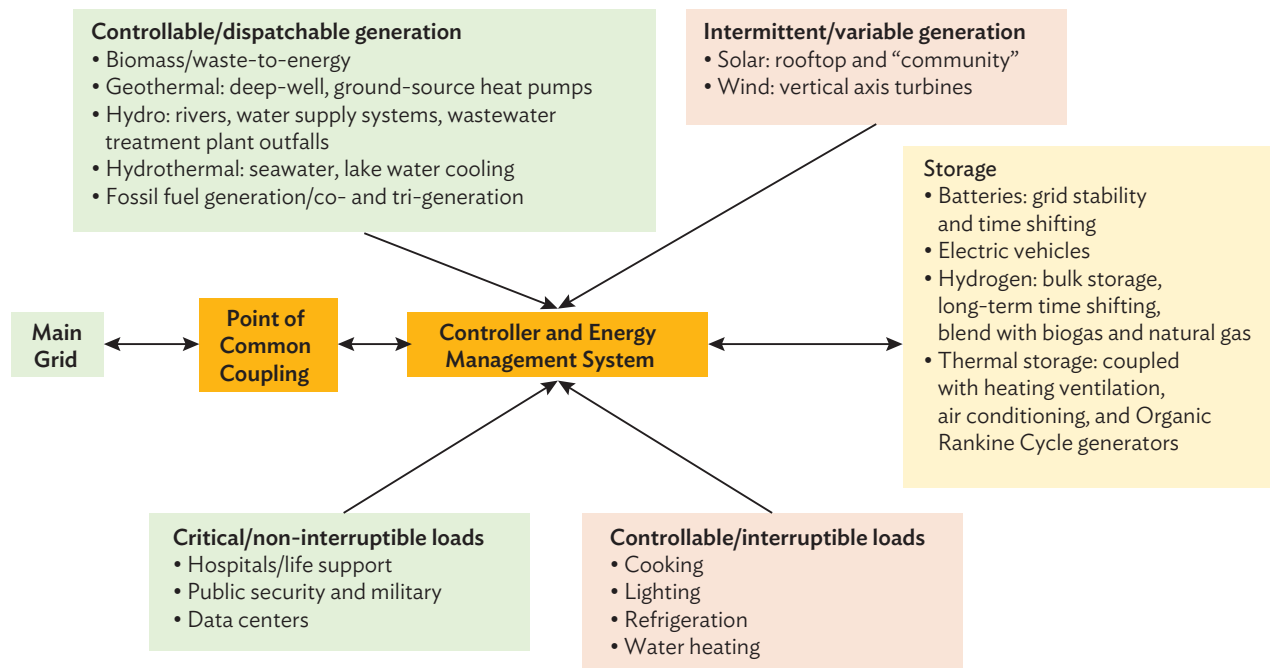 Controllable/dispatchable generation
• Biomass/waste-to-energy
• Geothermal: deep-well, ground-source heat pumps
• Hydro: rivers, water supply systems, wastewater
treatment plant outfalls
• Hydrothermal: seawater, lake water cooling
• Fossil fuel generation/co- and tri-generation
Intermittent/variable generation
• Solar: rooftop and “community”
• Wind: vertical axis turbines
Storage
• Batteries: grid stability
and time shifting
• Electric vehicles
• Hydrogen: bulk storage,
long-term time shifting,
blend with biogas and natural gas
• Thermal storage: coupled
with heating ventilation,
air conditioning, and Organic
Rankine Cycle generators
Main
Grid
Point of
Common
Coupling
Controller and Energy
Management System
Critical/non-interruptible loads
• Hospitals/life support
• Public security and military
• Data centers
Controllable/interruptible loads
• Cooking
• Lighting
• Refrigeration
• Water heating